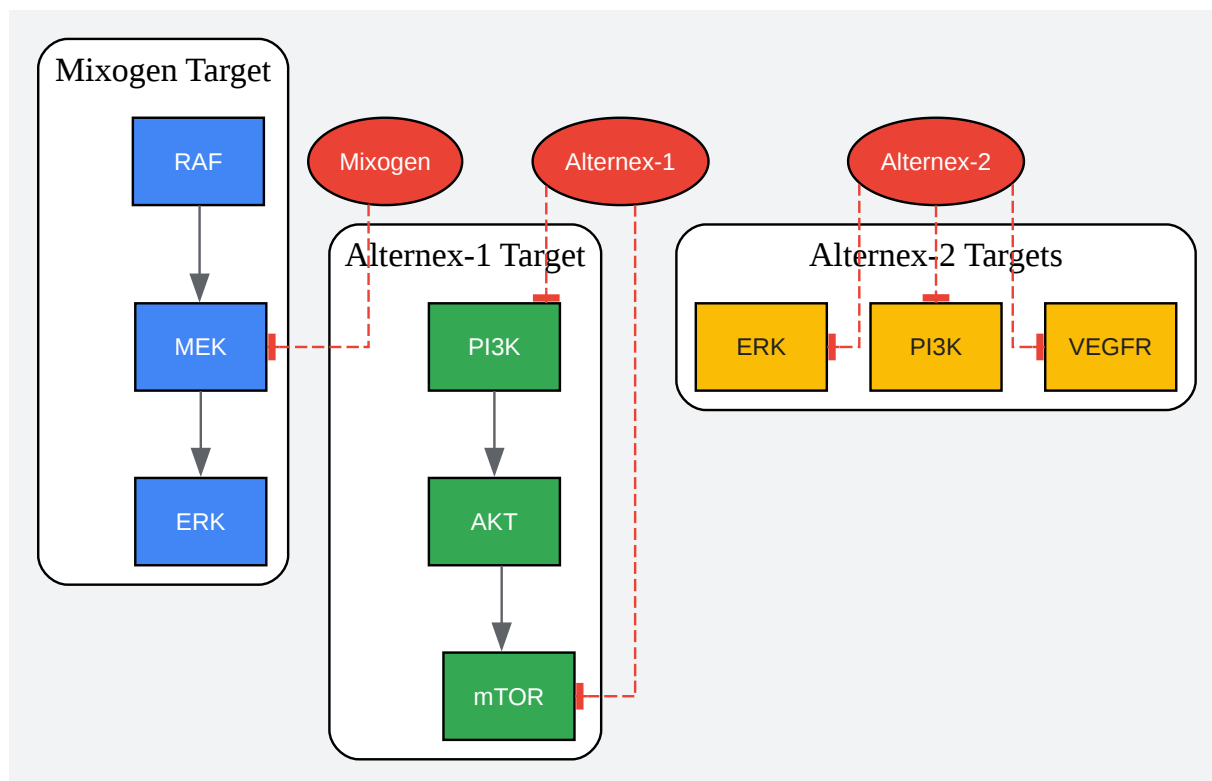 Mixogen Target
RAF
MEK
ERK
Mixogen
Alternex-1
Alternex-2
Alternex-1 Target
PI3K
AKT
mTOR
Alternex-2 Targets
ERK
PI3K
VEGFR